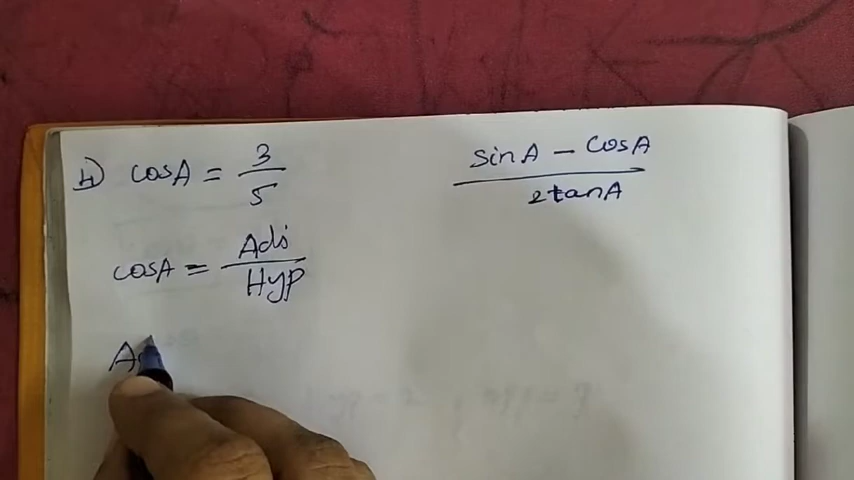 4) cosA = 3/5
sinA - cosA / 2tanA
cosA = Adj/Hyp
A